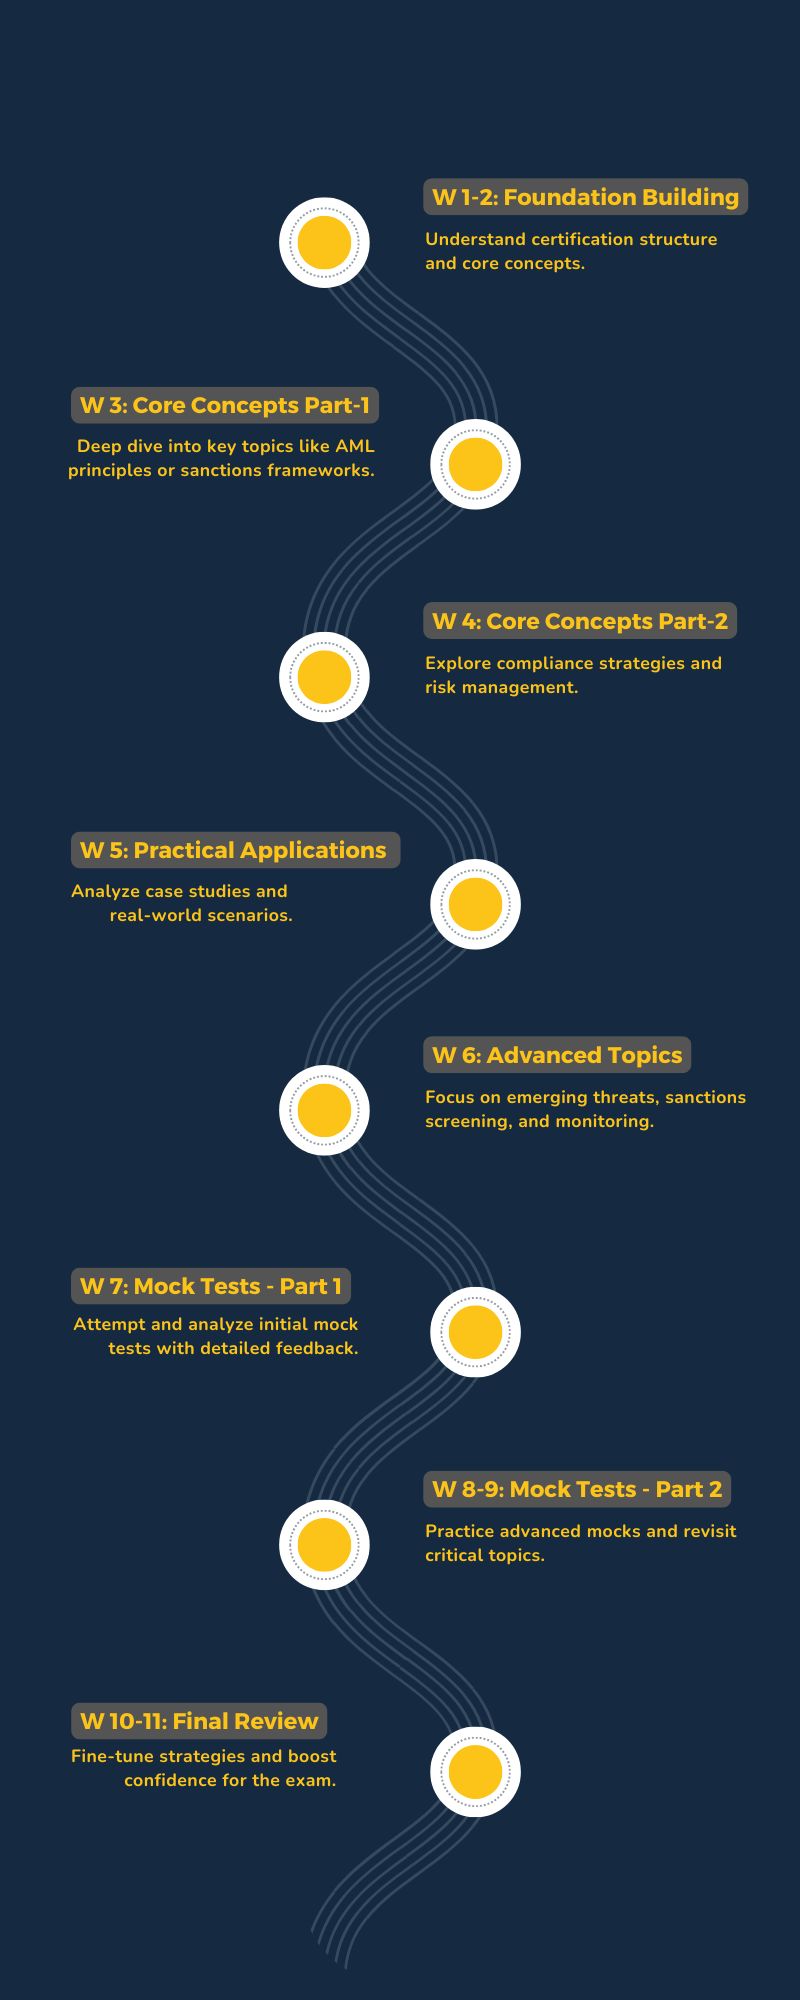 W 1-2: Foundation Building
Understand certification structure
and core concepts.
W 3: Core Concepts Part-1
Deep dive into key topics like AML
principles or sanctions frameworks.
W 4: Core Concepts Part-2
Explore compliance strategies and
risk management.
W 5: Practical Applications
Analyze case studies and
real-world scenarios.
W 6: Advanced Topics
Focus on emerging threats, sanctions
screening, and monitoring.
W 7: Mock Tests - Part 1
Attempt and analyze initial mock
tests with detailed feedback.
W 8-9: Mock Tests - Part 2
Practice advanced mocks and revisit
critical topics.
W 10-11: Final Review
Fine-tune strategies and boost
confidence for the exam.